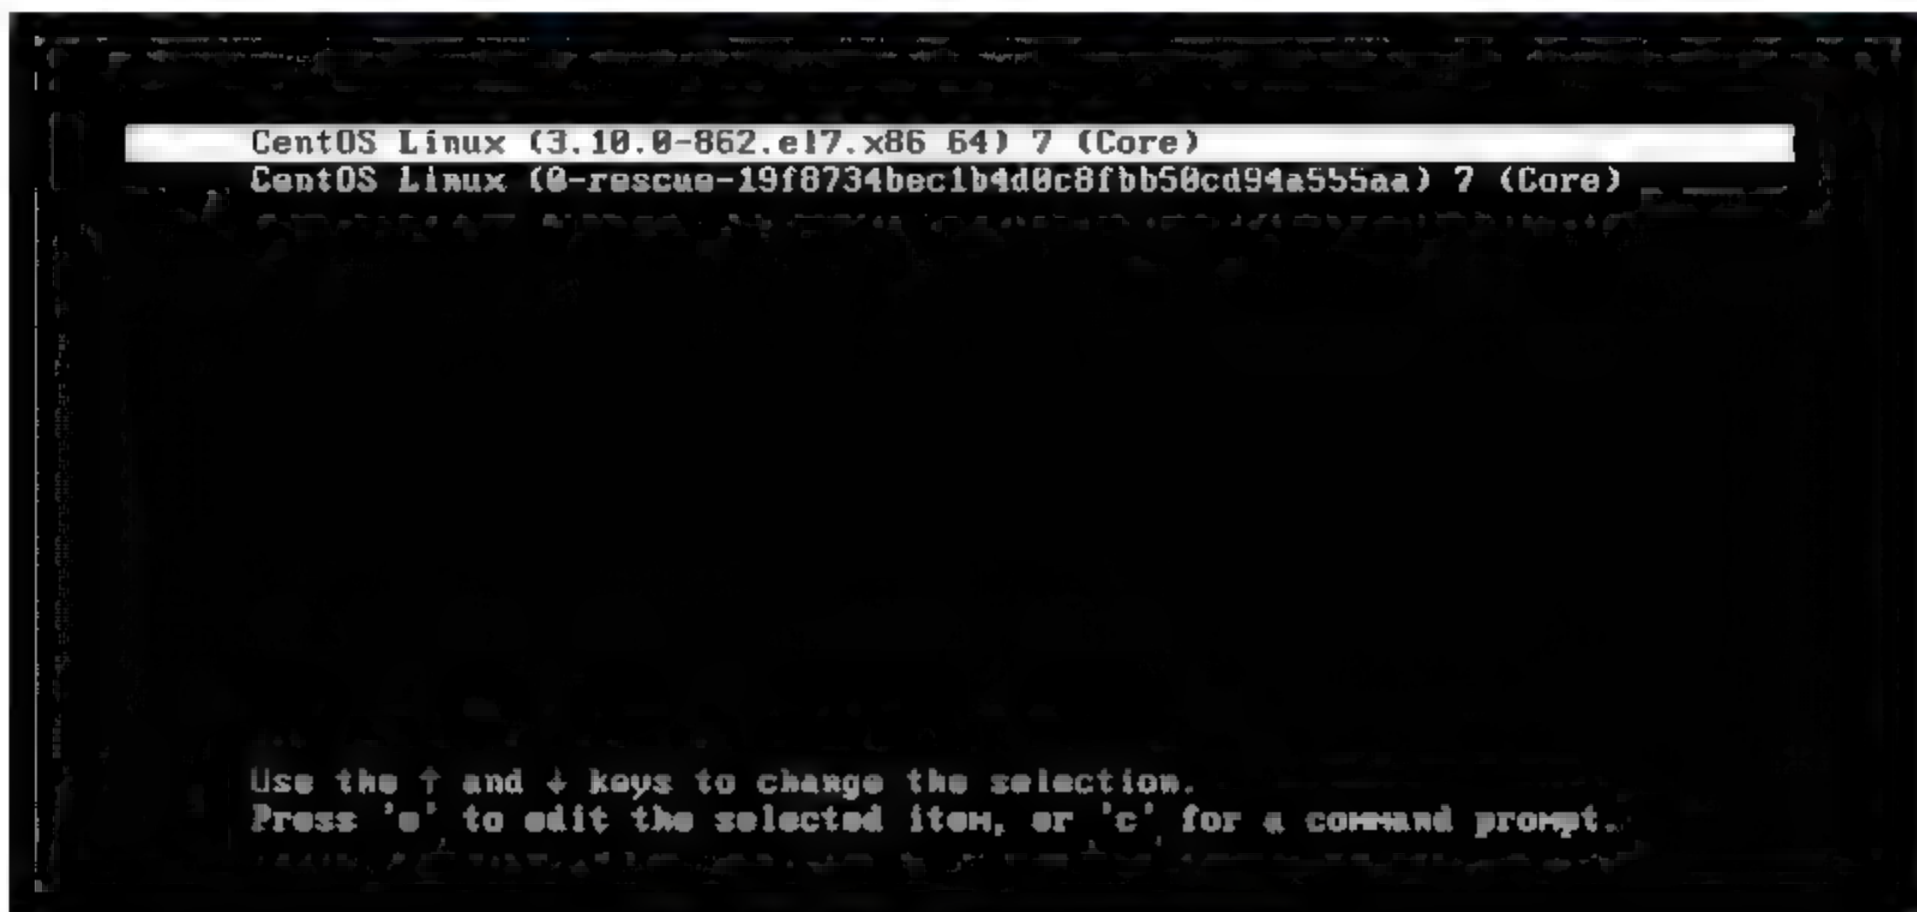 CentOS Linux (3.10.0-862.el7.x86_64) 7 (Core)
CentOS Linux (0-rescue-19f8734bec1b4d0c8fbb50cd94a555aa) 7 (Core)
Use the ↑ and ↓ keys to change the selection.
Press 'e' to edit the selected item, or 'c' for a command prompt.